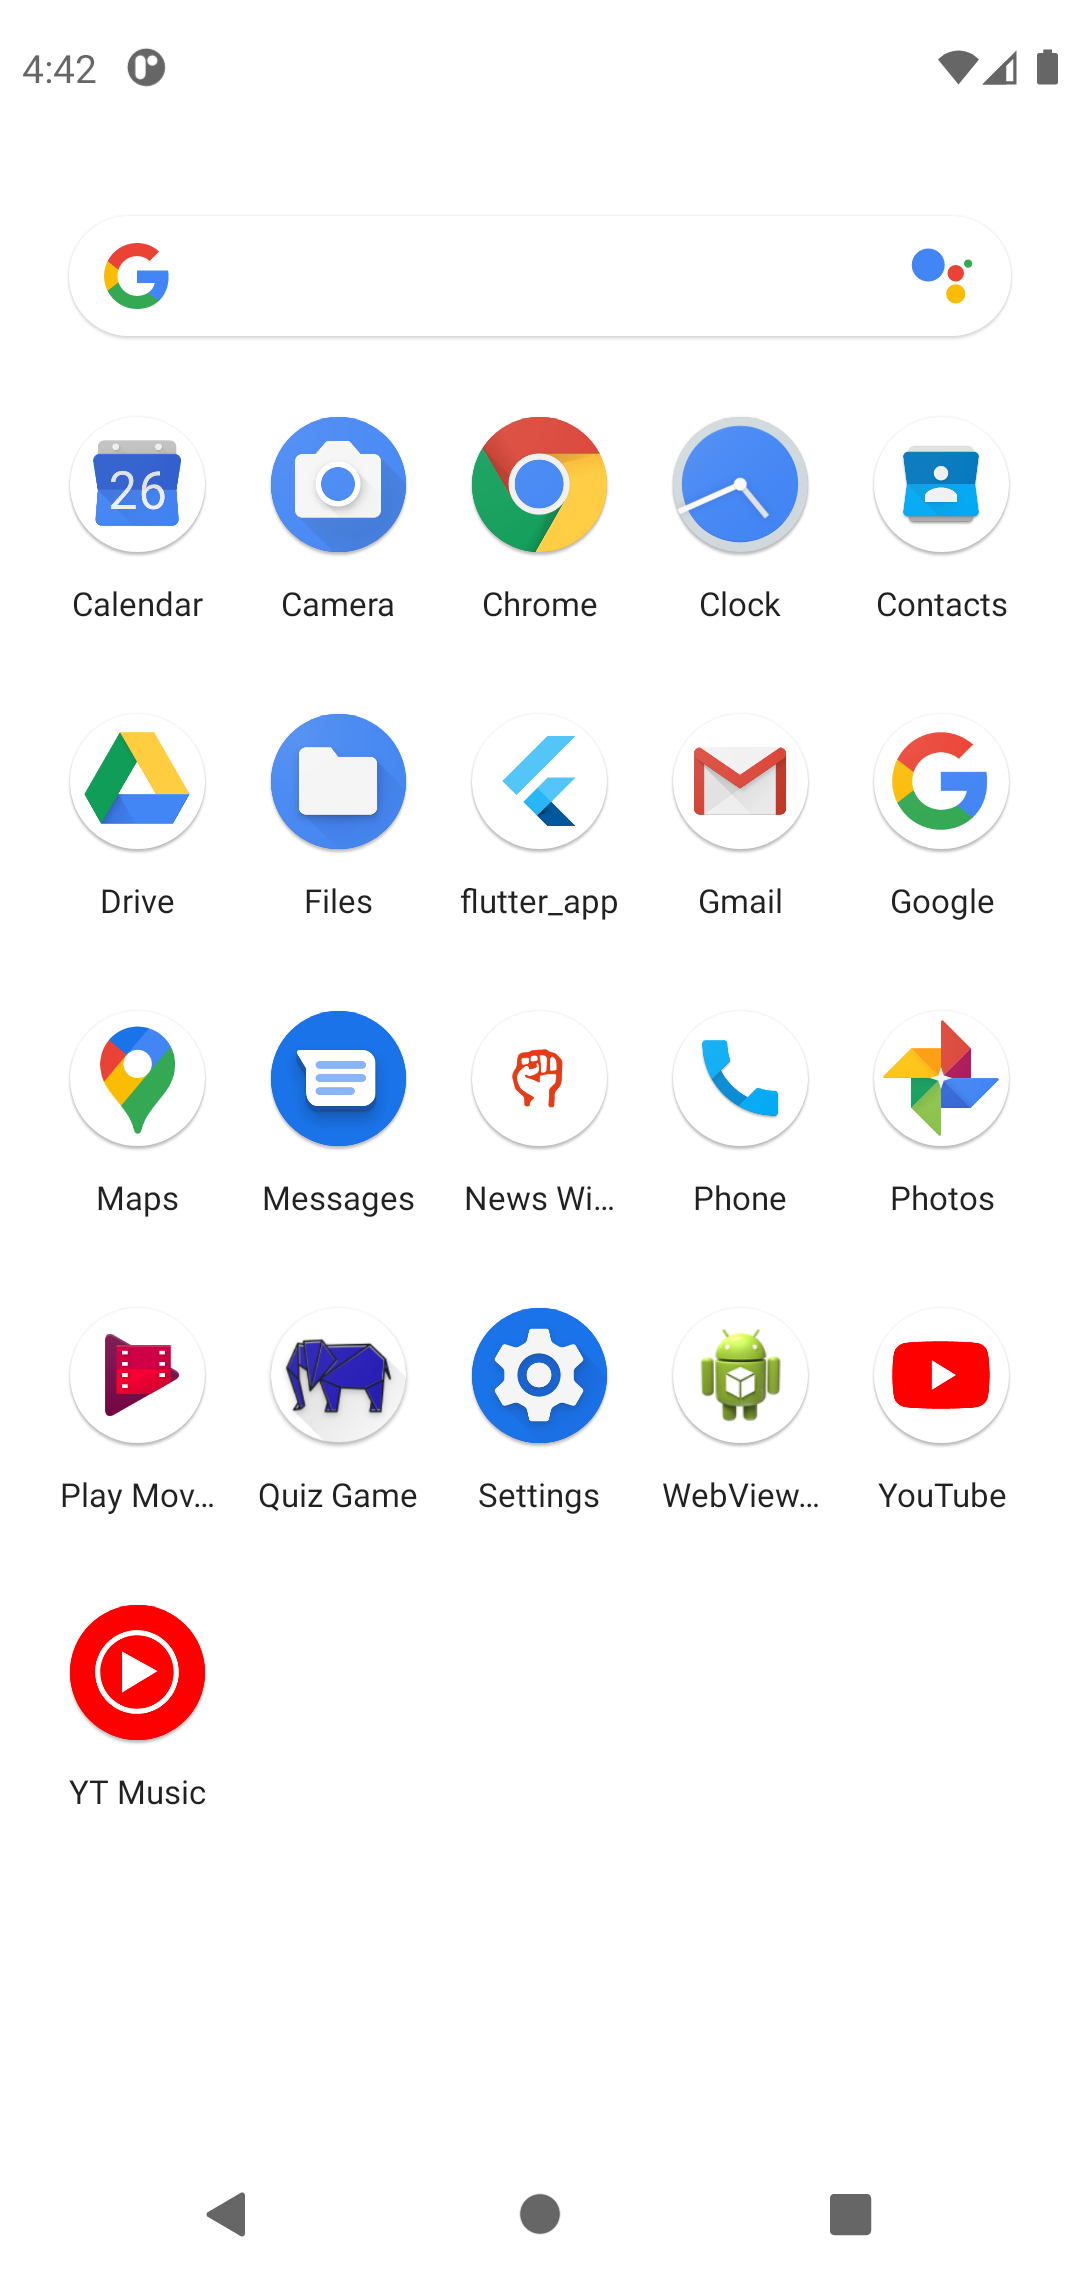 4:42
Calendar Camera Chrome Clock Contacts
26
Drive Files flutter_app Gmail Google
Maps Messages News Wi... Phone Photos
Play Mov... Quiz Game Settings WebView... YouTube
YT Music